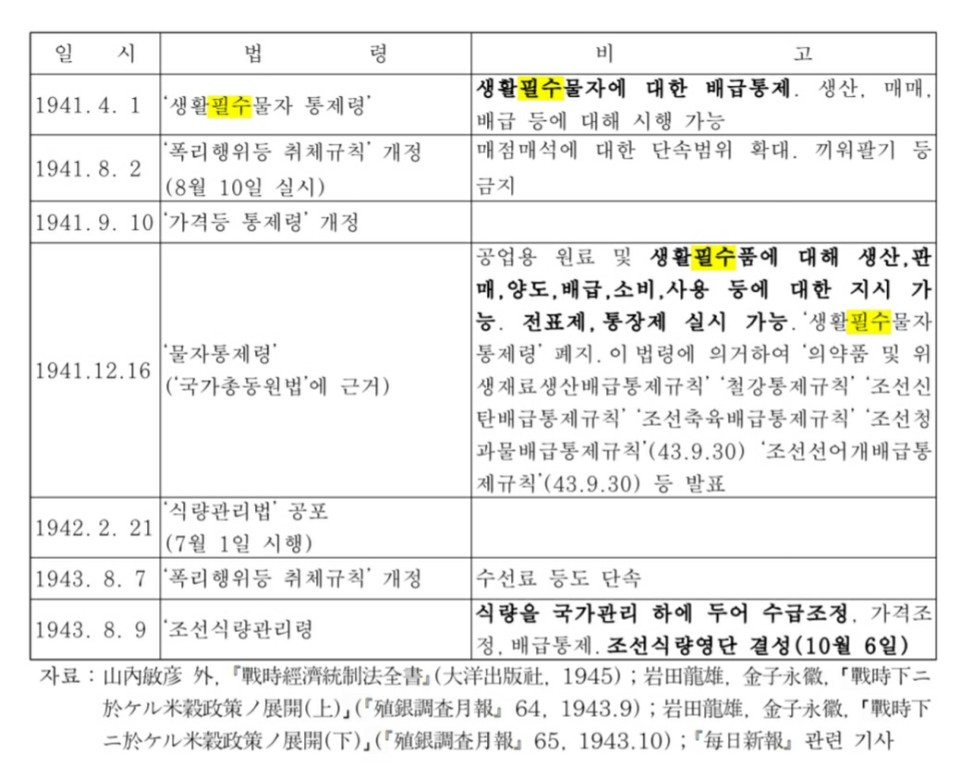 일 시 법 령 비 고
1941. 4. 1 '생활필수물자 통제령' 생활필수물자에 대한 배급통제. 생산, 매매,
배급 등에 대해 시행 가능
1941. 8. 2 '폭리행위등 취체규칙' 개정
(8월 10일 실시)
매점매석에 대한 단속범위 확대. 끼워팔기 등
금지
1941. 9. 10 '가격등 통제령' 개정
1941.12.16 '물자통제령'
('국가총동원법'에 근거)
공업용 원료 및 생활필수품에 대해 생산,판
매,양도,배급,소비,사용 등에 대한 지시 가
능. 전표제,통장제 실시 가능.'생활필수물자
통제령' 폐지.이 법령에 의거하여 '의약품 및 위
생재료생산배급통제규칙' '철강통제규칙' '조선신
탄배급통제규칙' '조선축육배급통제규칙' '조선청
과물배급통제규칙'(43.9.30) '조선선어개배급통
제규칙'(43.9.30) 등 발표
1942. 2. 21 '식량관리법' 공포
(7월 1일 시행)
1943. 8. 7 '폭리행위등 취체규칙' 개정 수선료 등도 단속
1943. 8. 9 '조선식량관리령 식량을 국가관리 하에 두어 수급조정, 가격조
정, 배급통제. 조선식량영단 결성(10월 6일)
자료 : 山內敏彦 外, 『戰時經濟統制法全書』(大洋出版社, 1945) ; 岩田龍雄, 金子永徽, 「戰時下ニ
於ケル米穀政策ノ展開(上)」(『殖銀調査月報』 64, 1943.9) ; 岩田龍雄, 金子永徽, 「戰時下
ニ於ケル米穀政策ノ展開(下)」(『殖銀調査月報』 65, 1943.10) ; 『每日新報』 관련 기사